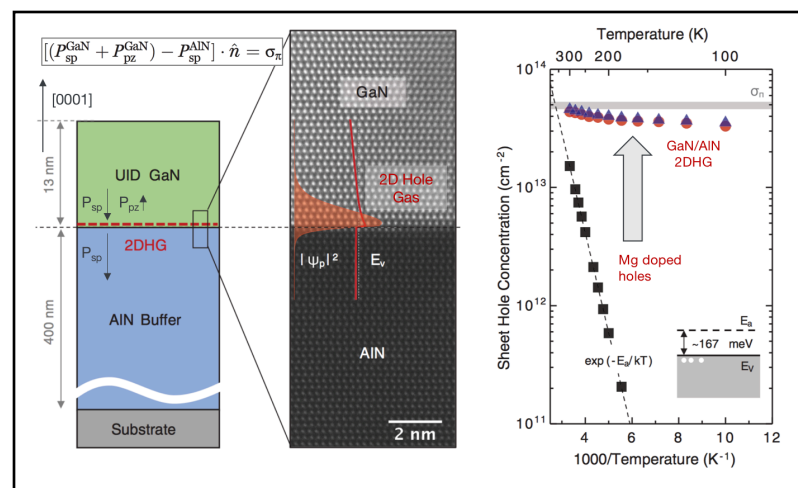 [(P_sp^GaN + P_pz^GaN) − P_sp^AlN] · n̂ = σ_π
[0001]
13 nm
400 nm
UID GaN
P_sp
P_pz
2DHG
P_sp
AlN Buffer
Substrate
GaN
2D Hole
Gas
|ψ_p|²
E_v
AlN
2 nm
Temperature (K)
300
200
100
10^14
10^13
10^12
10^11
Sheet Hole Concentration (cm^-2)
σ_π
GaN/AlN
2DHG
Mg doped
holes
exp(-E_a/kT)
E_a
~167 meV
E_v
4
6
8
10
12
1000/Temperature (K^-1)